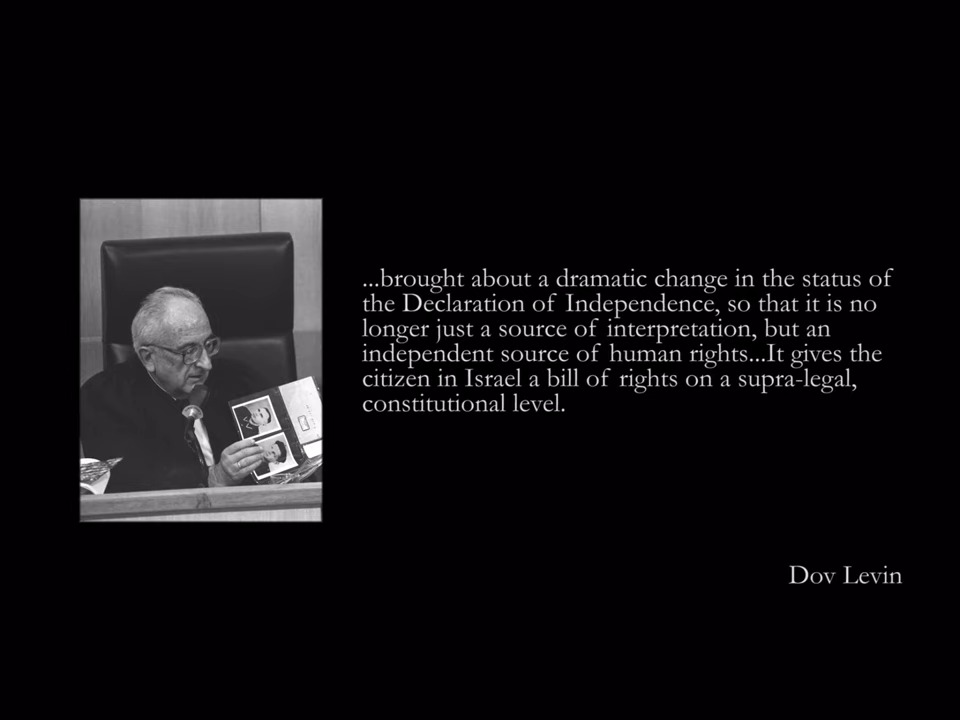 ...brought about a dramatic change in the status of
the Declaration of Independence, so that it is no
longer just a source of interpretation, but an
independent source of human rights...It gives the
citizen in Israel a bill of rights on a supra-legal,
constitutional level.
Dov Levin